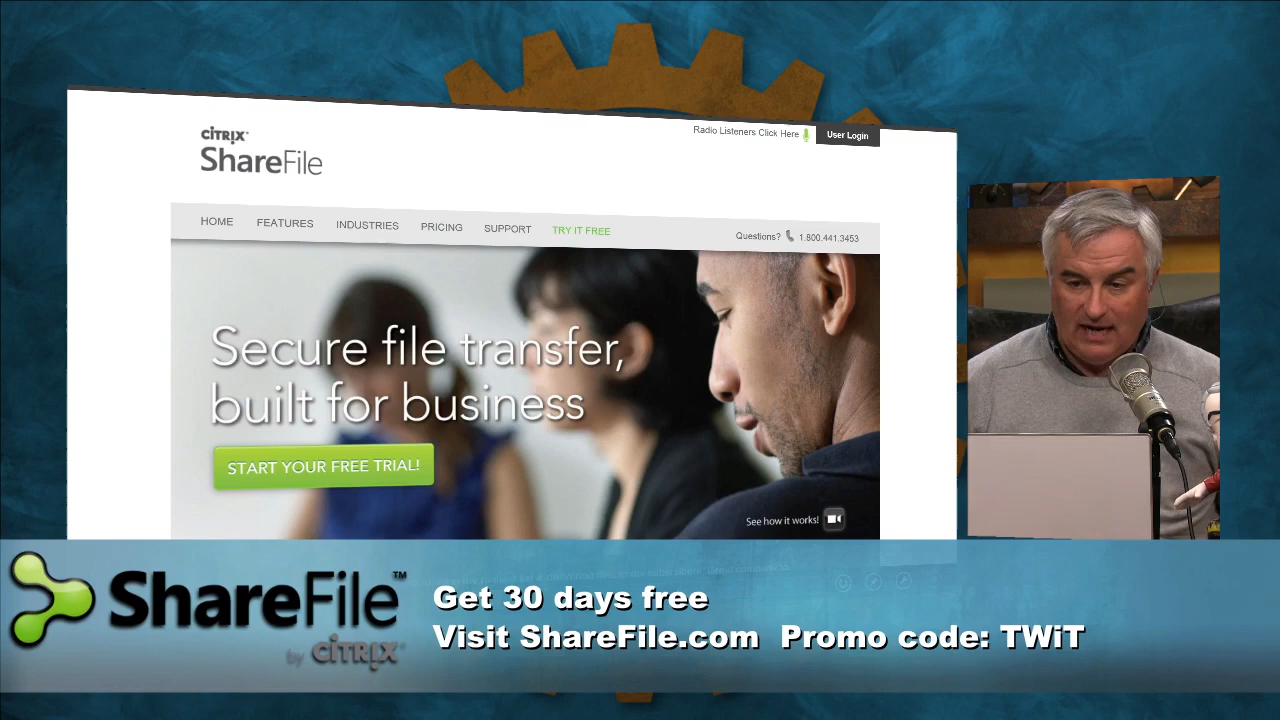 CITRIX
ShareFile
Radio Listeners Click Here
User Login
HOME FEATURES INDUSTRIES PRICING SUPPORT TRY IT FREE
Questions? 1.800.441.3453
Secure file transfer,
built for business
START YOUR FREE TRIAL!
See how it works!
ShareFile™
by CITRIX
Get 30 days free
Visit ShareFile.com Promo code: TWiT